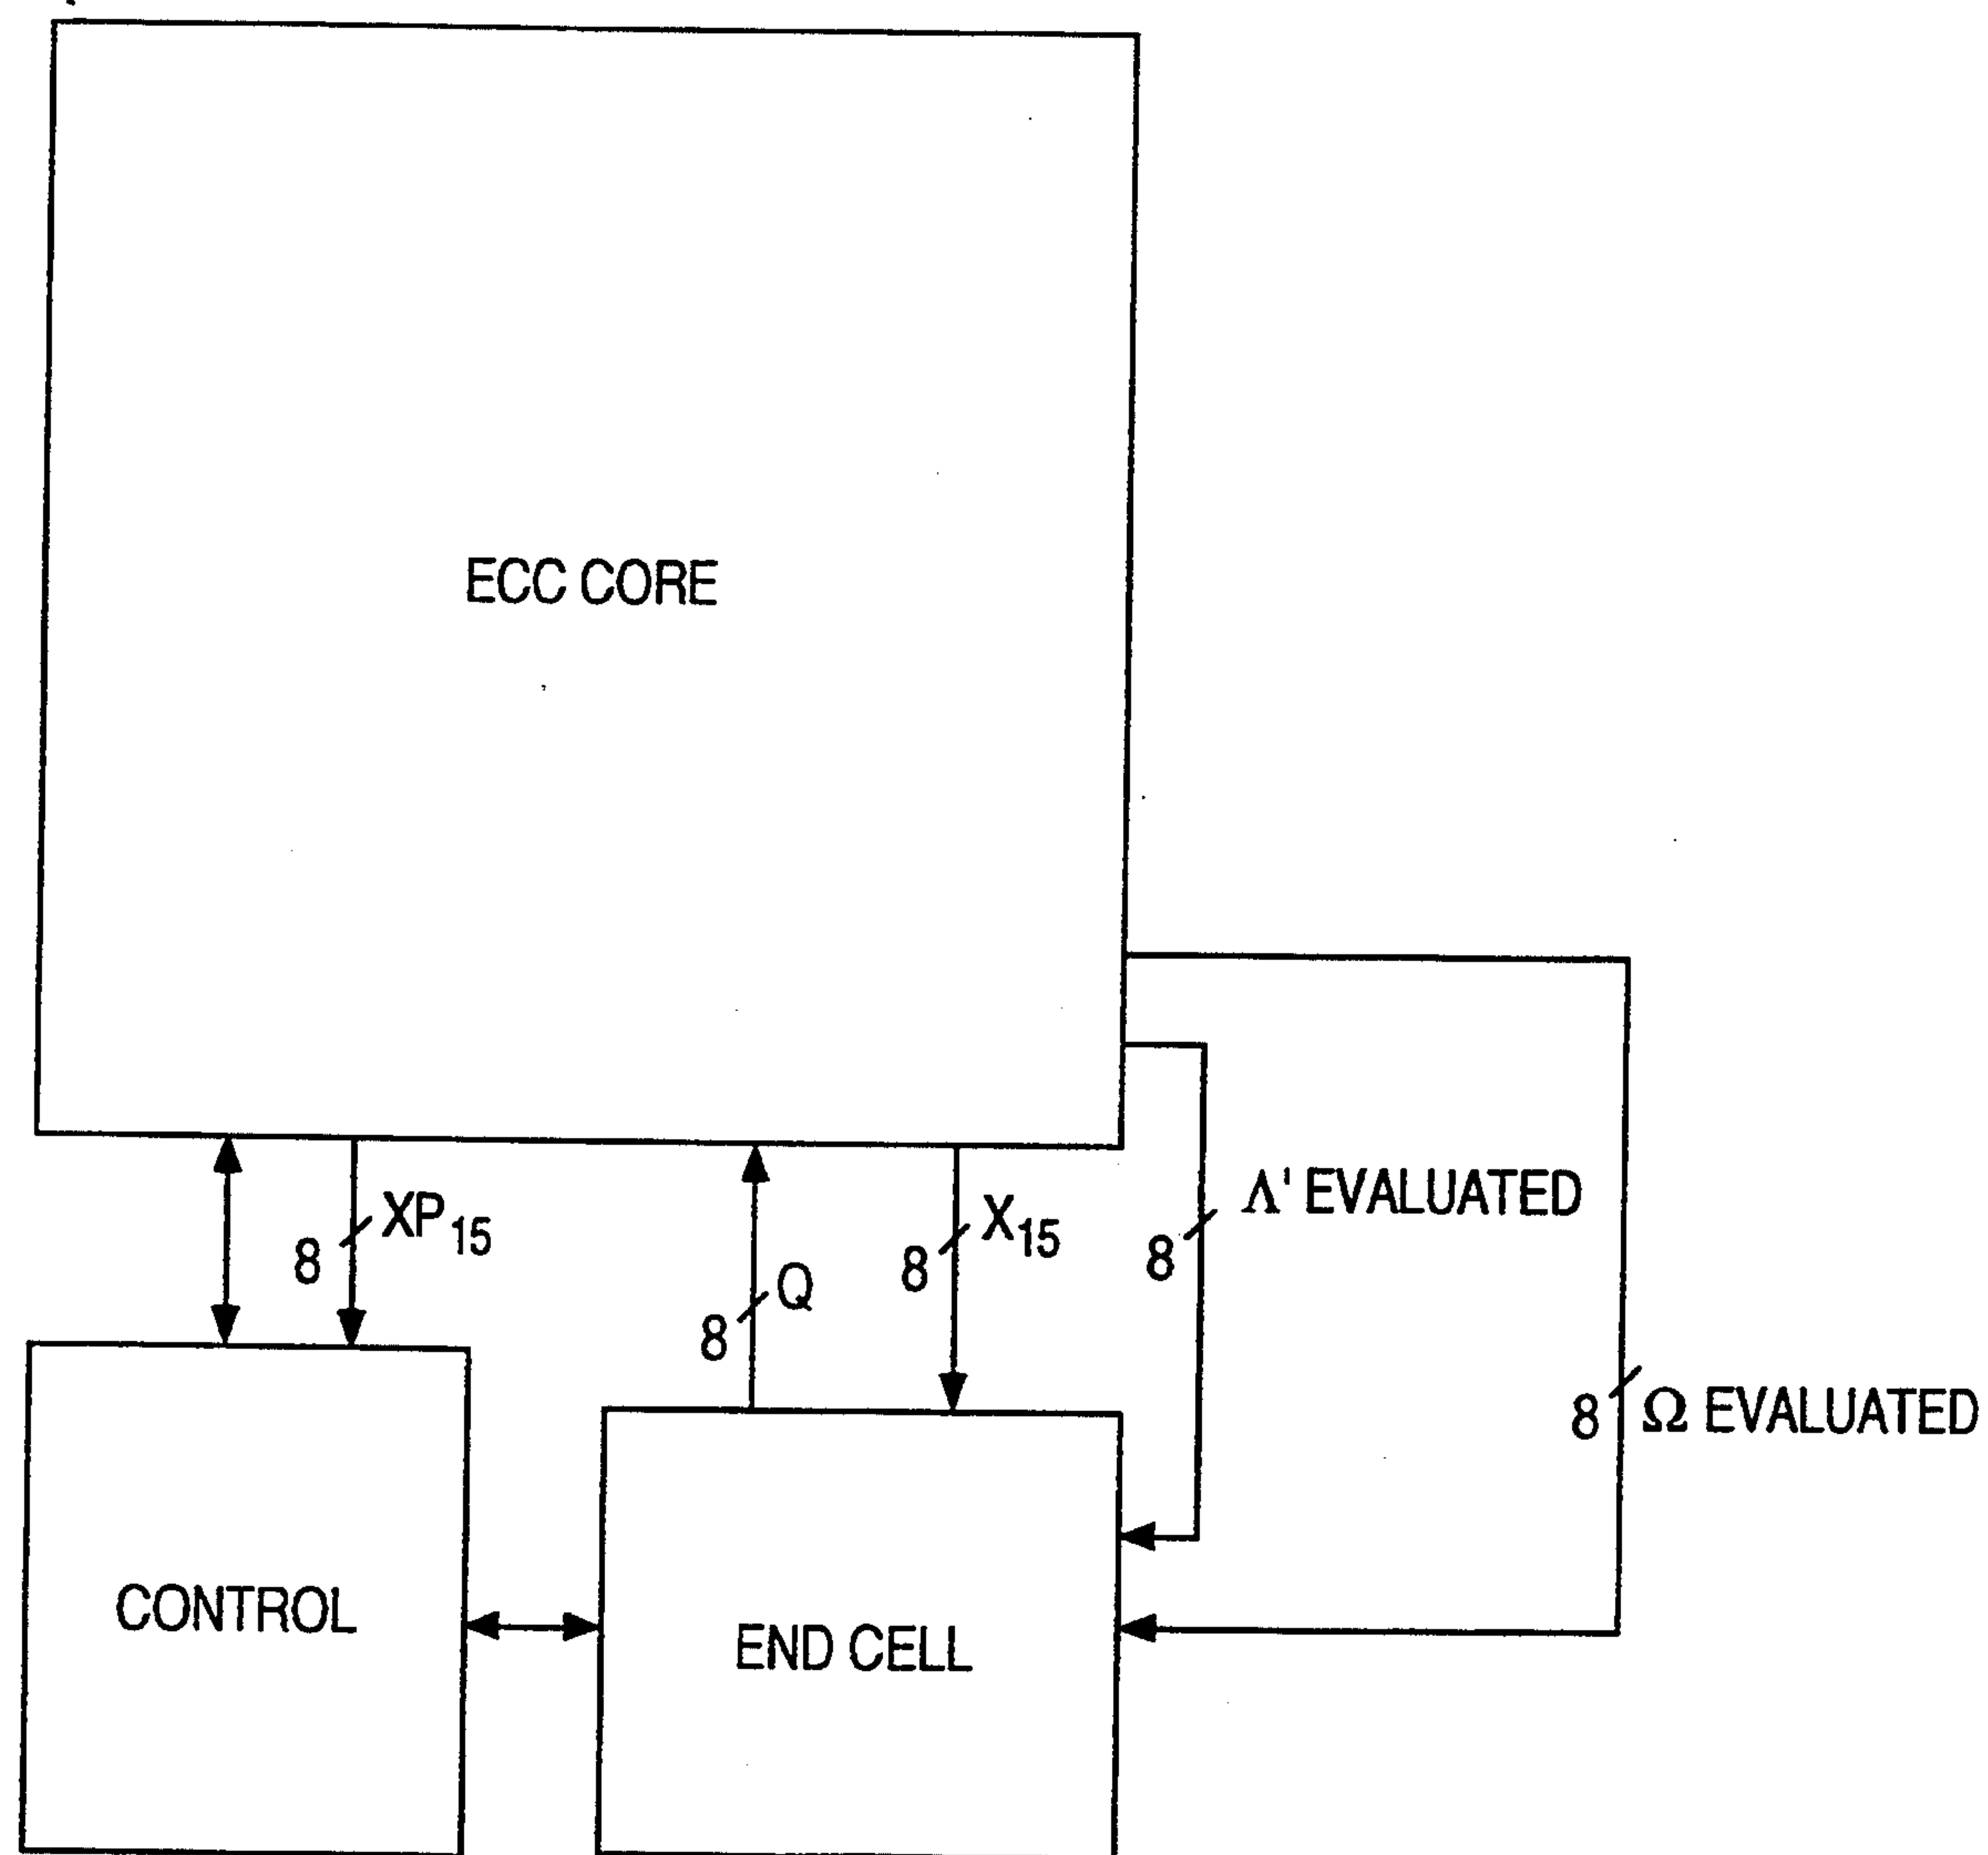 ECC CORE
XP15
8
Q
8
X15
8
Λ' EVALUATED
8
Ω EVALUATED
8
CONTROL
END CELL